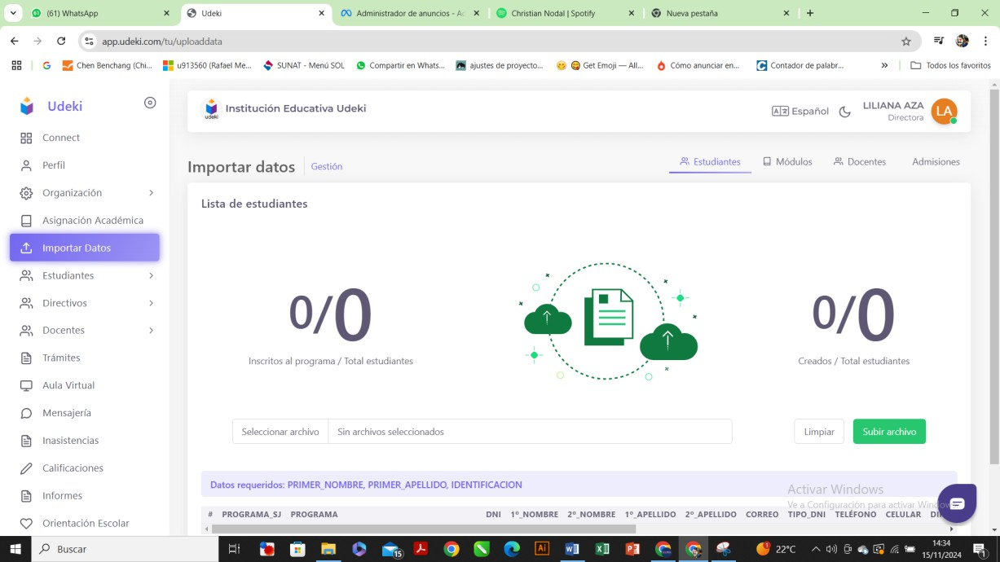 (61) WhatsApp
Udeki
Administrador de anuncios - Ad
Christian Nodal | Spotify
Nueva pestaña
app.udeki.com/tu/uploaddata
Chen Benchang (Chi...
u913560 (Rafael Me...
SUNAT - Menú SOL
Compartir en Whats...
ajustes de proyecto...
Get Emoji — All...
Cómo anunciar en...
Contador de palabr...
»
Todos los favoritos
Udeki
Connect
Perfil
Organización
Asignación Académica
Importar Datos
Estudiantes
Directivos
Docentes
Trámites
Aula Virtual
Mensajería
Inasistencias
Calificaciones
Informes
Orientación Escolar
udeki
Institución Educativa Udeki
Español
LILIANA AZA
Directora
LA
Importar datos
Gestión
Estudiantes
Módulos
Docentes
Admisiones
Lista de estudiantes
0/0
Inscritos al programa / Total estudiantes
0/0
Creados / Total estudiantes
Seleccionar archivo
Sin archivos seleccionados
Limpiar
Subir archivo
Datos requeridos: PRIMER_NOMBRE, PRIMER_APELLIDO, IDENTIFICACION
Activar Windows
Ve a Configuración para activar Windows
# PROGRAMA_SJ PROGRAMA DNI 1º_NOMBRE 2º_NOMBRE 1º_APELLIDO 2º_APELLIDO CORREO TIPO_DNI TELÉFONO CELULAR
Buscar
15
22°C
14:34
15/11/2024
1